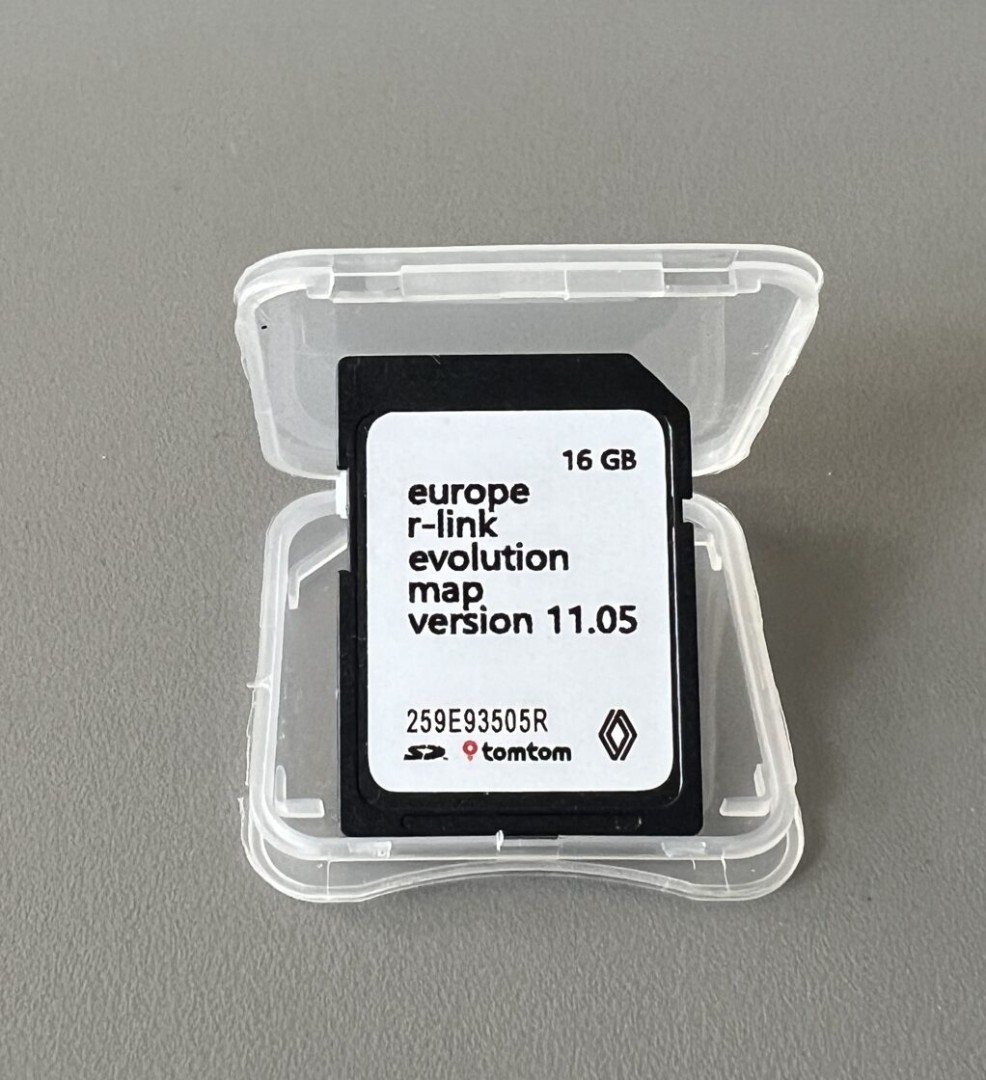 16 GB
europe
r-link
evolution
map
version 11.05
259E93505R
SD tomtom